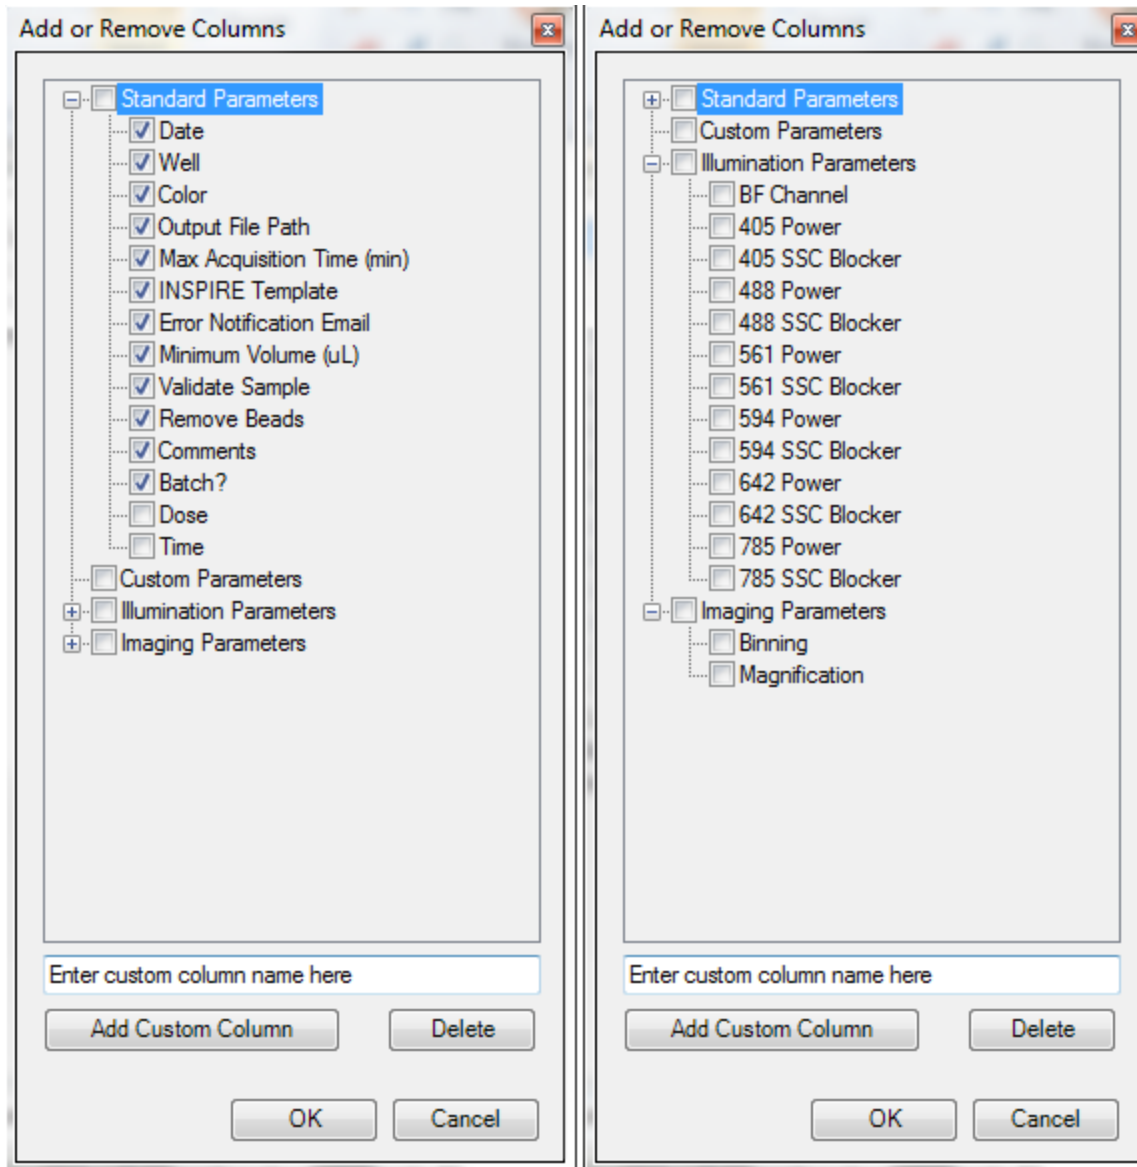 Add or Remove Columns
Standard Parameters
Date
Well
Color
Output File Path
Max Acquisition Time (min)
INSPIRE Template
Error Notification Email
Minimum Volume (uL)
Validate Sample
Remove Beads
Comments
Batch?
Dose
Time
Custom Parameters
Illumination Parameters
Imaging Parameters
Enter custom column name here
Add Custom Column
Delete
OK
Cancel
Add or Remove Columns
Standard Parameters
Custom Parameters
Illumination Parameters
BF Channel
405 Power
405 SSC Blocker
488 Power
488 SSC Blocker
561 Power
561 SSC Blocker
594 Power
594 SSC Blocker
642 Power
642 SSC Blocker
785 Power
785 SSC Blocker
Imaging Parameters
Binning
Magnification
Enter custom column name here
Add Custom Column
Delete
OK
Cancel